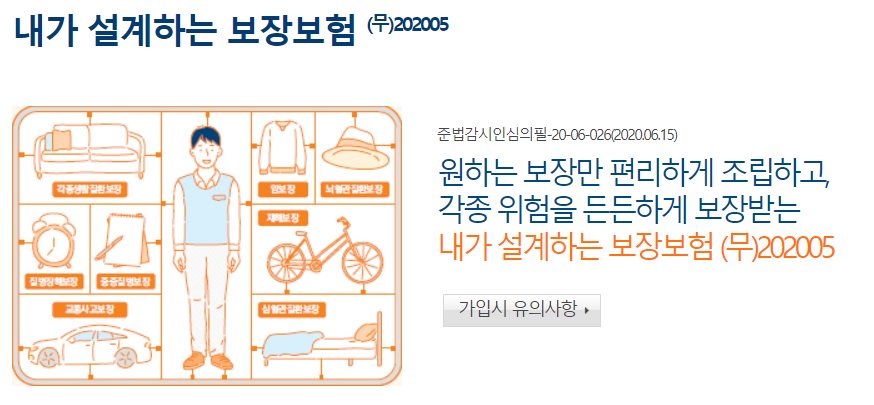 내가 설계하는 보장보험 (무)202005
준법감시인심의필-20-06-026(2020.06.15)
원하는 보장만 편리하게 조립하고,
각종 위험을 든든하게 보장받는
내가 설계하는 보장보험 (무)202005
가입시 유의사항
각종생활 질환보장
암보장
뇌혈관 질환보장
재해보장
질병장해보장
중증질병보장
교통사고보장
심혈관 질환보장